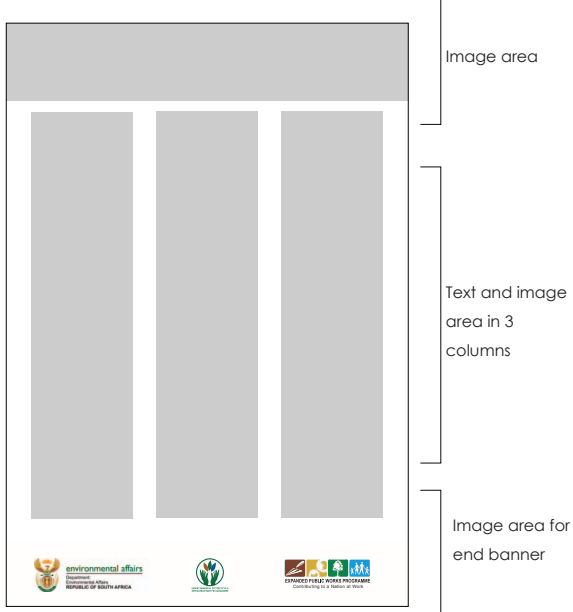 Image area
Text and image
area in 3
columns
Image area for
end banner
environmental affairs
Department:
Environmental Affairs
REPUBLIC OF SOUTH AFRICA
EXPANDED PUBLIC WORKS PROGRAMME
Contributing to a Nation at Work